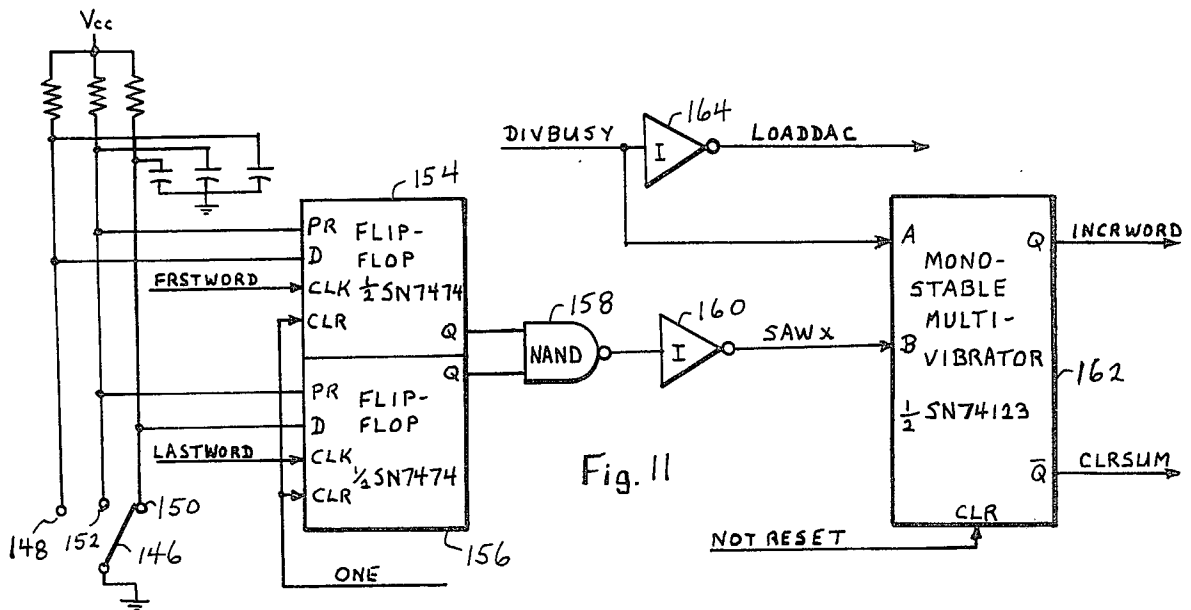 Vcc
164
DIVBUSY
I
LOADDAC
154
PR
FLIP-
FLOP
D
FRSTWORD
CLK
1/2 SN7474
CLR
Q
158
NAND
160
I
SAWX
A
MONO-
STABLE
MULTI-
VIBRATOR
B
1/2 SN74123
Q
INCRWORD
162
Q̅
CLRSUM
CLR
NOT RESET
Q
PR
FLIP-
FLOP
D
LASTWORD
CLK
1/2 SN7474
CLR
156
ONE
148
152
150
146
Fig. 11